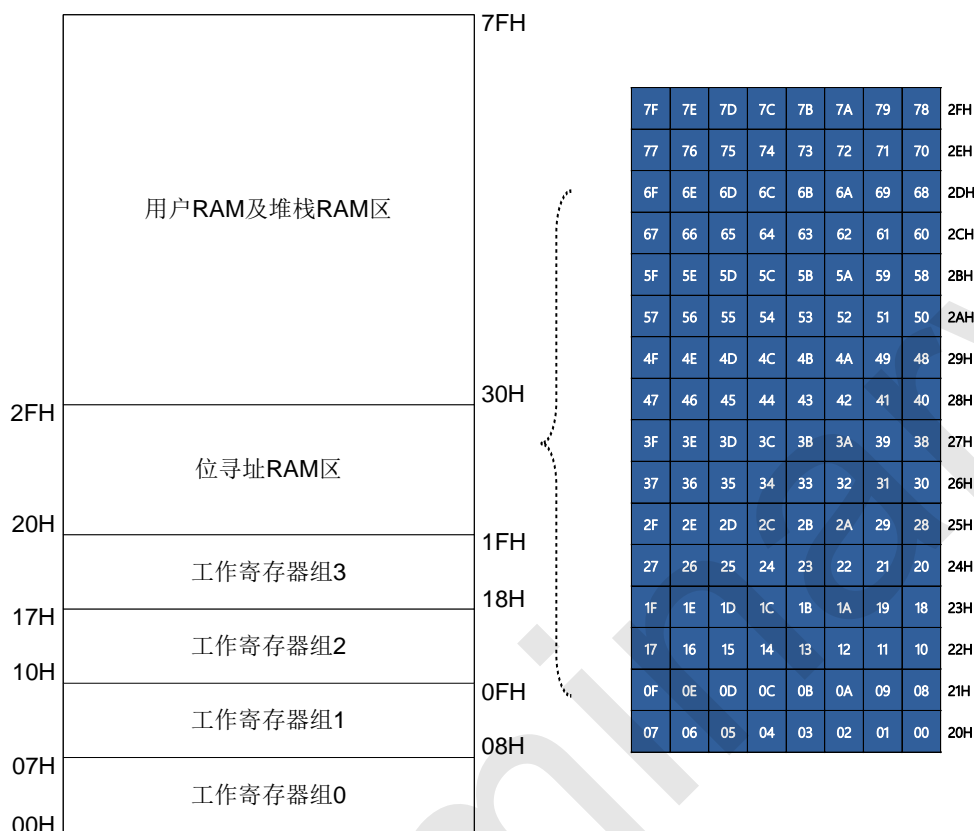 7FH
用户RAM及堆栈RAM区
30H
2FH
位寻址RAM区
20H
1FH
工作寄存器组3
18H
17H
工作寄存器组2
10H
0FH
工作寄存器组1
08H
07H
工作寄存器组0
00H
7F 7E 7D 7C 7B 7A 79 78 2FH
77 76 75 74 73 72 71 70 2EH
6F 6E 6D 6C 6B 6A 69 68 2DH
67 66 65 64 63 62 61 60 2CH
5F 5E 5D 5C 5B 5A 59 58 2BH
57 56 55 54 53 52 51 50 2AH
4F 4E 4D 4C 4B 4A 49 48 29H
47 46 45 44 43 42 41 40 28H
3F 3E 3D 3C 3B 3A 39 38 27H
37 36 35 34 33 32 31 30 26H
2F 2E 2D 2C 2B 2A 29 28 25H
27 26 25 24 23 22 21 20 24H
1F 1E 1D 1C 1B 1A 19 18 23H
17 16 15 14 13 12 11 10 22H
0F 0E 0D 0C 0B 0A 09 08 21H
07 06 05 04 03 02 01 00 20H